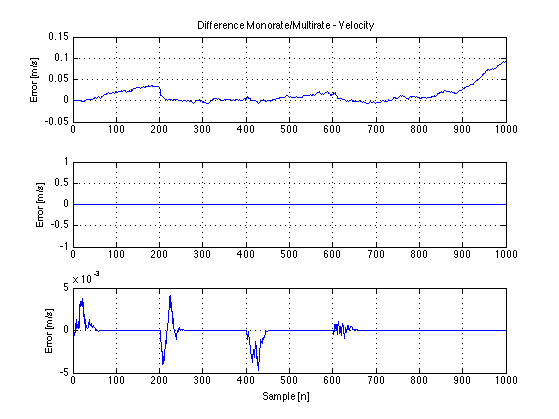 Difference Monorate/Multirate - Velocity
0.15
0.1
0.05
0
-0.05
Error [m/s]
0 100 200 300 400 500 600 700 800 900 1000
1
0.5
0
-0.5
-1
Error [m/s]
0 100 200 300 400 500 600 700 800 900 1000
x 10^-3
5
0
-5
Error [m/s]
0 100 200 300 400 500 600 700 800 900 1000
Sample [n]